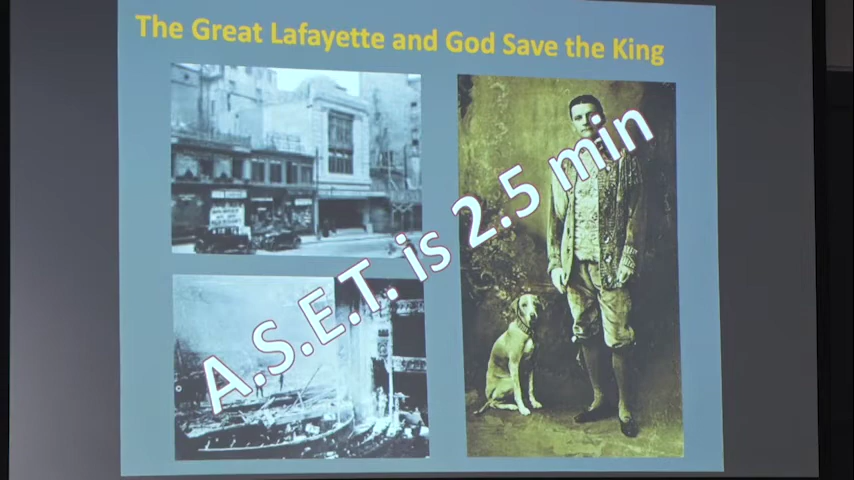 The Great Lafayette and God Save the King
A.S.E.T. is 2.5 min